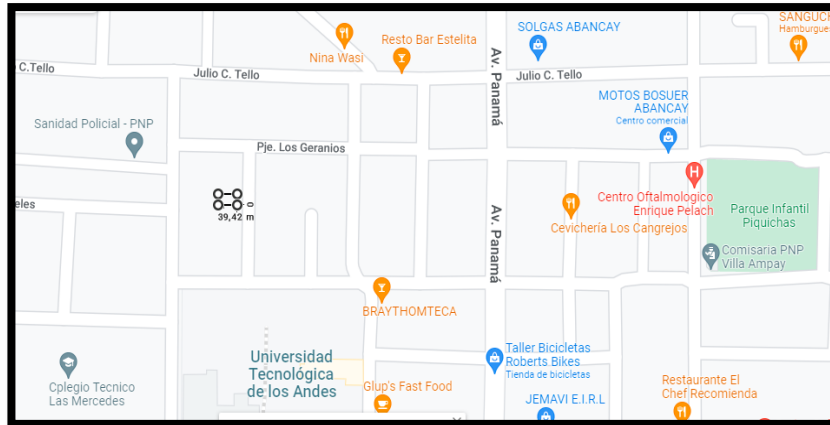 SANGUCH
Hamburgues
SOLGAS ABANCAY
Resto Bar Estelita
Nina Wasi
Av. Panamá
o C.Tello
Julio C. Tello
Julio C. Tello
MOTOS BOSUER
ABANCAY
Centro comercial
Sanidad Policial - PNP
Pje. Los Geranios
Centro Oftalmologico
Enrique Pelach
eles
0
39,42 m
Av. Panamá
Parque Infantil
Piquichas
Cevichería Los Cangrejos
Comisaria PNP
Villa Ampay
BRAYTHOMTECA
Universidad
Tecnológica
de los Andes
Taller Bicicletas
Roberts Bikes
Tienda de bicicletas
Cplegio Tecnico
Las Mercedes
Glup's Fast Food
Restaurante El
Chef Recomienda
JEMAVI E.I.R.L